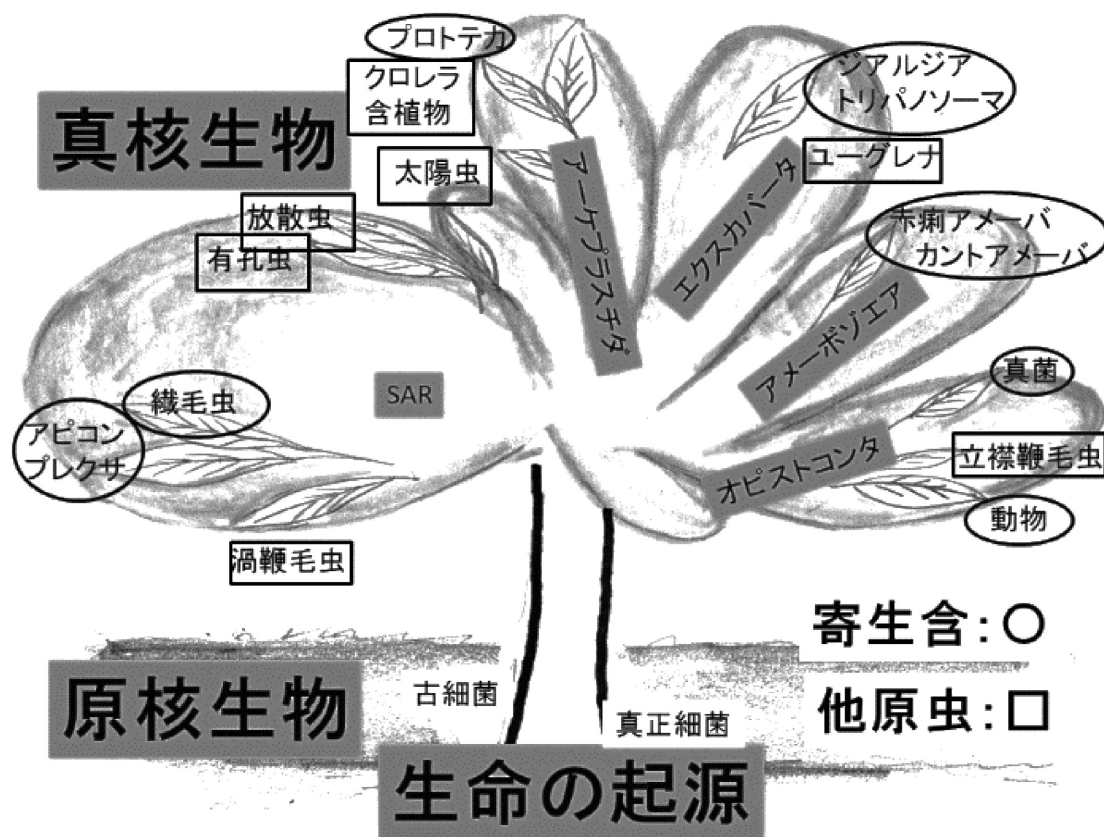 プロトテカ
クロレラ
含植物
ジアルジア
トリパノソーマ
真核生物
太陽虫
ユーグレナ
アーケプラスチダ
エクスカバータ
放散虫
有孔虫
赤痢アメーバ
カントアメーバ
アメーボゾエア
真菌
SAR
繊毛虫
アピコン
プレクサ
オピストコンタ
立襟鞭毛虫
動物
渦鞭毛虫
寄生含:○
原核生物
古細菌
真正細菌
他原虫:□
生命の起源